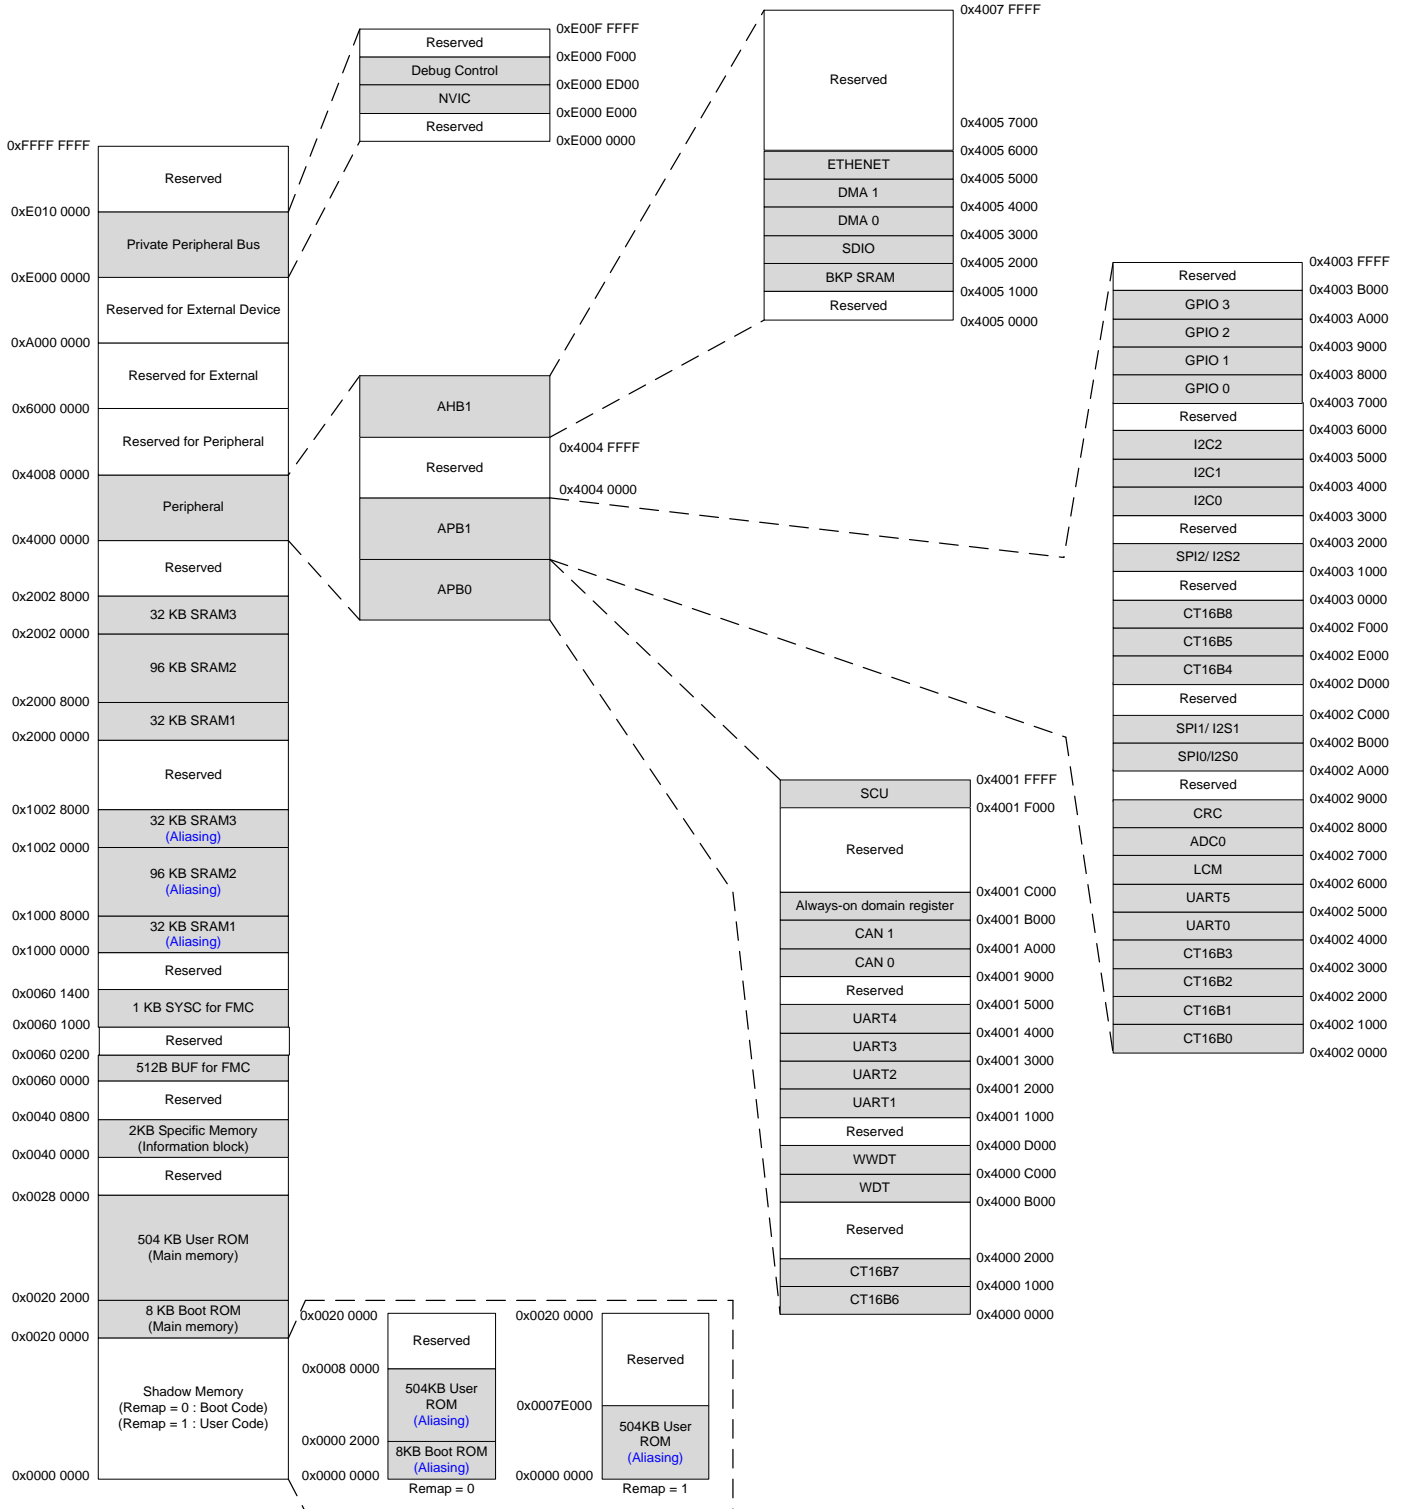 0xFFFF FFFF
Reserved
0xE010 0000
Private Peripheral Bus
0xE000 0000
Reserved for External Device
0xA000 0000
Reserved for External
0x6000 0000
Reserved for Peripheral
0x4008 0000
Peripheral
0x4000 0000
Reserved
0x2002 8000
32 KB SRAM3
0x2002 0000
96 KB SRAM2
0x2000 8000
32 KB SRAM1
0x2000 0000
Reserved
0x1002 8000
32 KB SRAM3
(Aliasing)
0x1002 0000
96 KB SRAM2
(Aliasing)
0x1000 8000
32 KB SRAM1
(Aliasing)
0x1000 0000
Reserved
0x0060 1400
1 KB SYSC for FMC
0x0060 1000
Reserved
0x0060 0200
512B BUF for FMC
0x0060 0000
Reserved
0x0040 0800
2KB Specific Memory
(Information block)
0x0040 0000
Reserved
0x0028 0000
504 KB User ROM
(Main memory)
0x0020 2000
8 KB Boot ROM
(Main memory)
0x0020 0000
Shadow Memory
(Remap = 0 : Boot Code)
(Remap = 1 : User Code)
0x0000 0000
0xE00F FFFF
Reserved
0xE000 F000
Debug Control
0xE000 ED00
NVIC
0xE000 E000
Reserved
0xE000 0000
AHB1
0x4004 FFFF
Reserved
0x4004 0000
APB1
APB0
0x0020 0000
Reserved
0x0008 0000
504KB User
ROM
(Aliasing)
0x0000 2000
8KB Boot ROM
(Aliasing)
0x0000 0000
Remap = 0
0x0020 0000
Reserved
0x0007E000
504KB User
ROM
(Aliasing)
0x0000 0000
Remap = 1
0x4007 FFFF
Reserved
0x4005 7000
0x4005 6000
ETHENET
0x4005 5000
DMA 1
0x4005 4000
DMA 0
0x4005 3000
SDIO
0x4005 2000
BKP SRAM
0x4005 1000
Reserved
0x4005 0000
0x4001 FFFF
SCU
0x4001 F000
Reserved
0x4001 C000
Always-on domain register
0x4001 B000
CAN 1
0x4001 A000
CAN 0
0x4001 9000
Reserved
0x4001 5000
UART4
0x4001 4000
UART3
0x4001 3000
UART2
0x4001 2000
UART1
0x4001 1000
Reserved
0x4000 D000
WWDT
0x4000 C000
WDT
0x4000 B000
Reserved
0x4000 2000
CT16B7
0x4000 1000
CT16B6
0x4000 0000
0x4003 FFFF
Reserved
0x4003 B000
GPIO 3
0x4003 A000
GPIO 2
0x4003 9000
GPIO 1
0x4003 8000
GPIO 0
0x4003 7000
Reserved
0x4003 6000
I2C2
0x4003 5000
I2C1
0x4003 4000
I2C0
0x4003 3000
Reserved
0x4003 2000
SPI2/ I2S2
0x4003 1000
Reserved
0x4003 0000
CT16B8
0x4002 F000
CT16B5
0x4002 E000
CT16B4
0x4002 D000
Reserved
0x4002 C000
SPI1/ I2S1
0x4002 B000
SPI0/I2S0
0x4002 A000
Reserved
0x4002 9000
CRC
0x4002 8000
ADC0
0x4002 7000
LCM
0x4002 6000
UART5
0x4002 5000
UART0
0x4002 4000
CT16B3
0x4002 3000
CT16B2
0x4002 2000
CT16B1
0x4002 1000
CT16B0
0x4002 0000